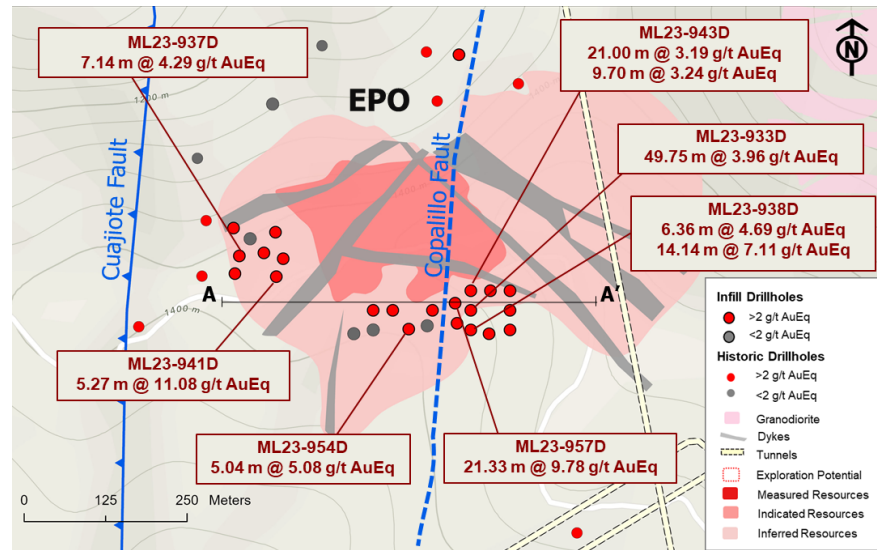 ML23-937D
7.14 m @ 4.29 g/t AuEq
ML23-943D
21.00 m @ 3.19 g/t AuEq
9.70 m @ 3.24 g/t AuEq
N
1200 m
EPO
1400 m
ML23-933D
49.75 m @ 3.96 g/t AuEq
Cuajiote Fault
Copalillo Fault
1400 m
ML23-938D
6.36 m @ 4.69 g/t AuEq
14.14 m @ 7.11 g/t AuEq
A
A'
1400 m
ML23-941D
5.27 m @ 11.08 g/t AuEq
ML23-954D
5.04 m @ 5.08 g/t AuEq
ML23-957D
21.33 m @ 9.78 g/t AuEq
0 125 250 Meters
Infill Drillholes
>2 g/t AuEq
<2 g/t AuEq
Historic Drillholes
>2 g/t AuEq
<2 g/t AuEq
Granodiorite
Dykes
Tunnels
Exploration Potential
Measured Resources
Indicated Resources
Inferred Resources